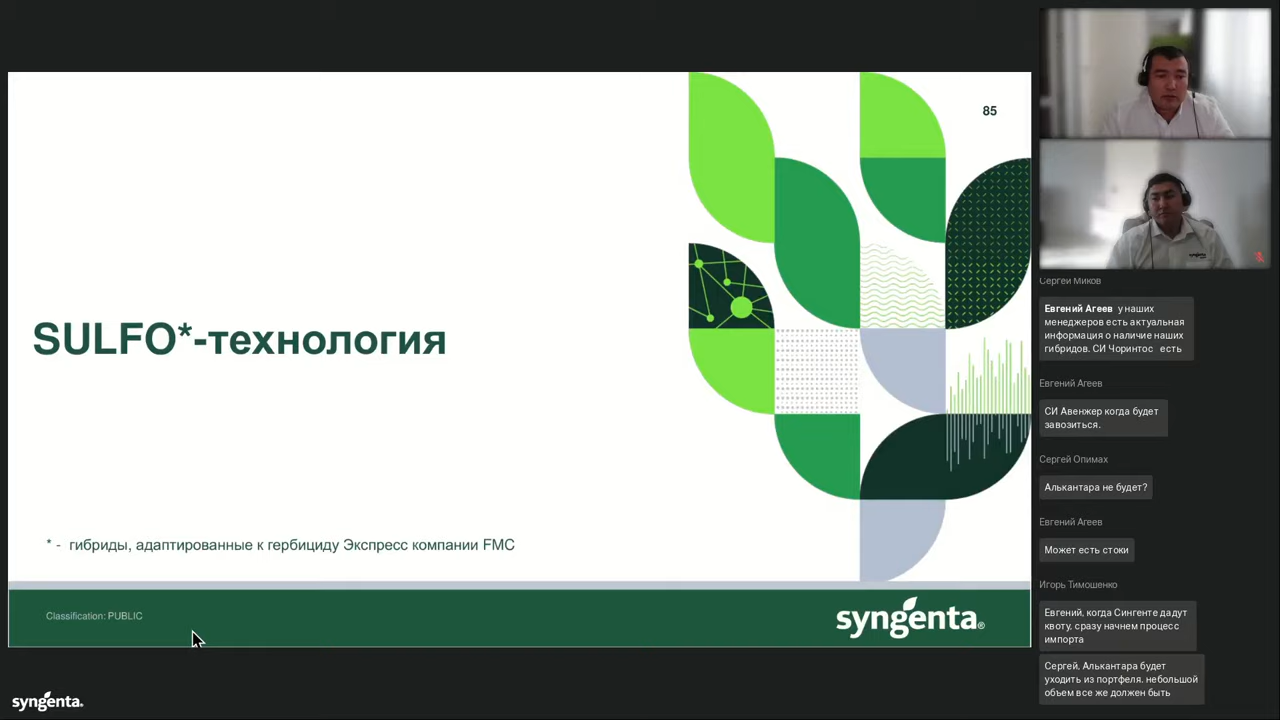 85
SULFO*-технология
* - гибриды, адаптированные к гербициду Экспресс компании FMC
Classification: PUBLIC
syngenta®
syngenta.
Сергей Миков
Евгений Агеев у наших
менеджеров есть актуальная
информация о наличие наших
гибридов. СИ Чоринтос есть
Евгений Агеев
СИ Авенжер когда будет
завозиться.
Сергей Опимах
Алькантара не будет?
Евгений Агеев
Может есть стоки
Игорь Тимошенко
Евгений, когда Сингенте дадут
квоту, сразу начнем процесс
импорта
Сергей, Алькантара будет
уходить из портфеля. небольшой
объем все же должен быть